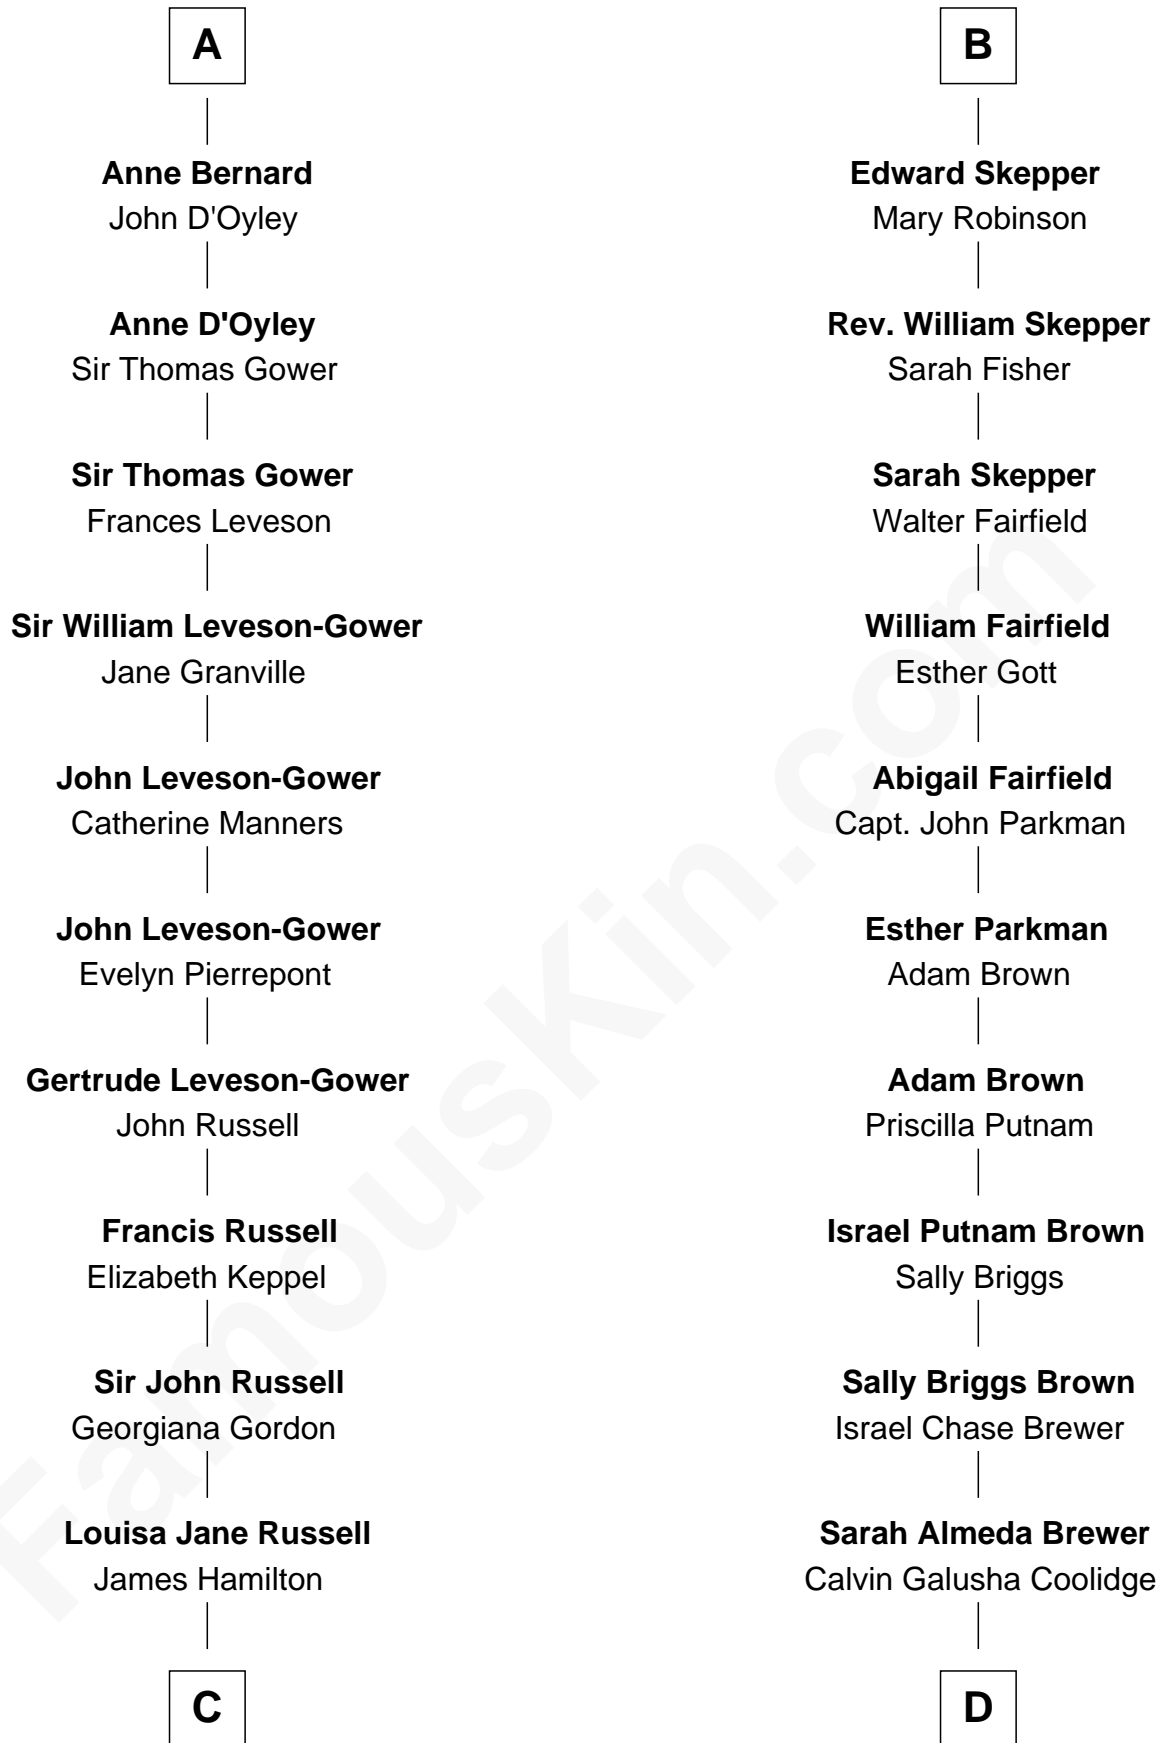 A
Anne Bernard
John D'Oyley
Anne D'Oyley
Sir Thomas Gower
Sir Thomas Gower
Frances Leveson
Sir William Leveson-Gower
Jane Granville
John Leveson-Gower
Catherine Manners
John Leveson-Gower
Evelyn Pierrepont
Gertrude Leveson-Gower
John Russell
Francis Russell
Elizabeth Keppel
Sir John Russell
Georgiana Gordon
Louisa Jane Russell
James Hamilton
C
B
Edward Skepper
Mary Robinson
Rev. William Skepper
Sarah Fisher
Sarah Skepper
Walter Fairfield
William Fairfield
Esther Gott
Abigail Fairfield
Capt. John Parkman
Esther Parkman
Adam Brown
Adam Brown
Priscilla Putnam
Israel Putnam Brown
Sally Briggs
Sally Briggs Brown
Israel Chase Brewer
Sarah Almeda Brewer
Calvin Galusha Coolidge
D
FamousKin.com